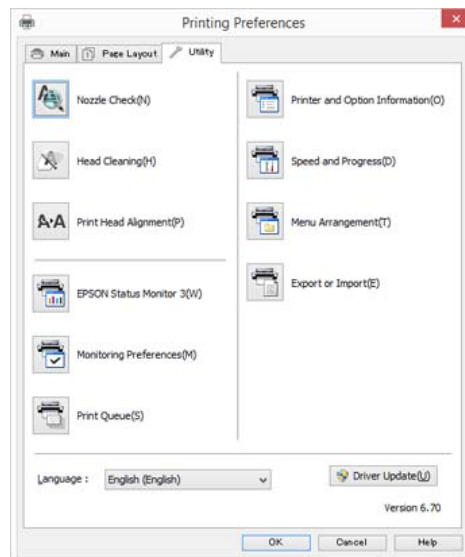 Printing Preferences
Main
Page Layout
Utility
Nozzle Check(N)
Printer and Option Information(O)
Head Cleaning(H)
Speed and Progress(D)
Print Head Alignment(P)
Menu Arrangement(T)
EPSON Status Monitor 3(W)
Export or Import(E)
Monitoring Preferences(M)
Print Queue(S)
Language :
English (English)
Driver Update(U)
Version 6.70
OK
Cancel
Help